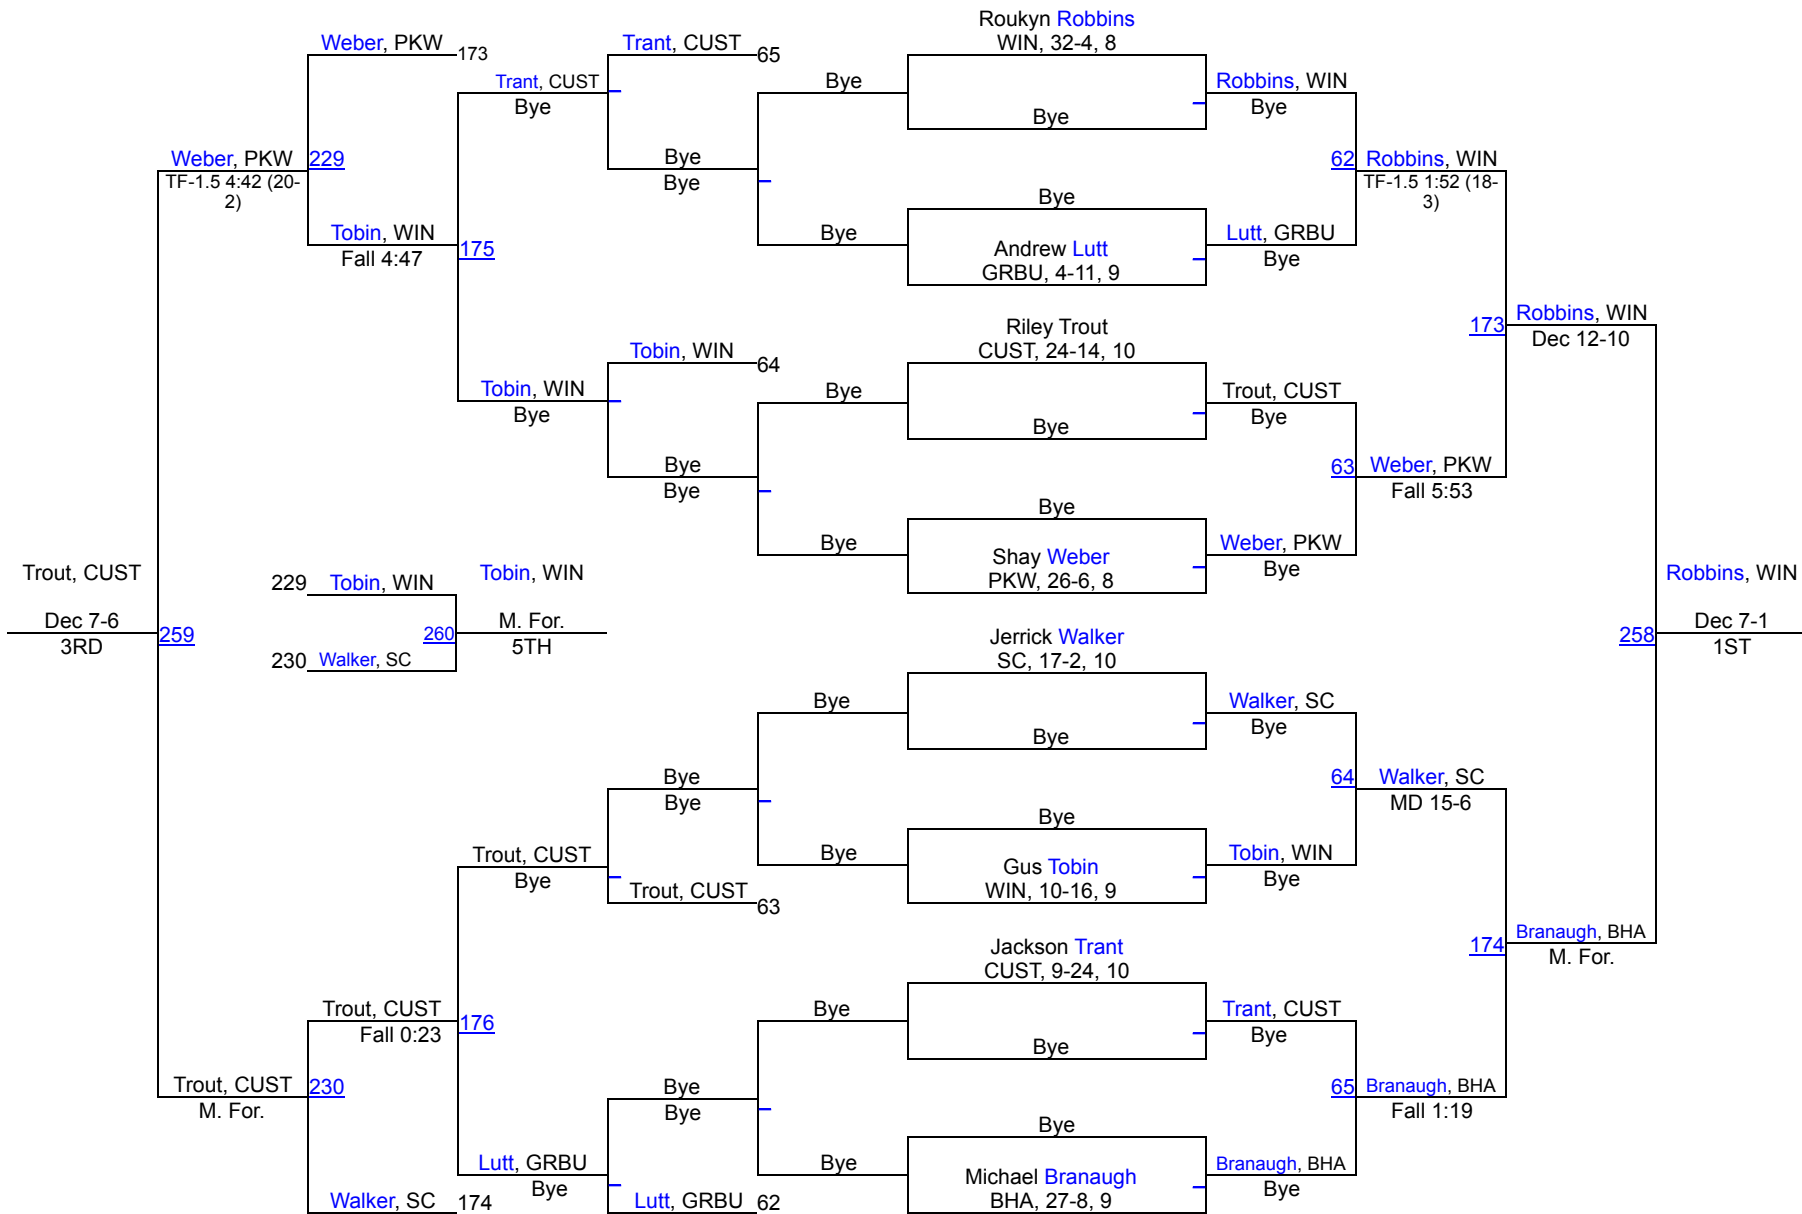 Roukyn Robbins
WIN, 32-4, 8
Weber, PKW
173
Trant, CUST
65
Trant, CUST
Bye
Bye
Bye
Robbins, WIN
Bye
Weber, PKW
229
TF-1.5 4:42 (20-
2)
Bye
Bye
62
Robbins, WIN
TF-1.5 1:52 (18-
3)
Tobin, WIN
Fall 4:47
175
Bye
Bye
Andrew Lutt
GRBU, 4-11, 9
Lutt, GRBU
Bye
Robbins, WIN
173
Dec 12-10
Tobin, WIN
64
Riley Trout
CUST, 24-14, 10
Tobin, WIN
Bye
Bye
Bye
Trout, CUST
Bye
Bye
Bye
63
Weber, PKW
Fall 5:53
Bye
Bye
Shay Weber
PKW, 26-6, 8
Weber, PKW
Bye
Trout, CUST
Dec 7-6
3RD
259
229
Tobin, WIN
Tobin, WIN
230
Walker, SC
260
M. For.
5TH
Robbins, WIN
258
Dec 7-1
1ST
Jerrick Walker
SC, 17-2, 10
Bye
Bye
Walker, SC
Bye
Bye
Bye
64
Walker, SC
MD 15-6
Trout, CUST
Bye
Bye
Bye
Gus Tobin
WIN, 10-16, 9
Tobin, WIN
Bye
Trout, CUST
63
Branaugh, BHA
174
M. For.
Jackson Trant
CUST, 9-24, 10
Trout, CUST
Fall 0:23
176
Bye
Bye
Trant, CUST
Bye
Trout, CUST
230
M. For.
Bye
Bye
65
Branaugh, BHA
Fall 1:19
Lutt, GRBU
Bye
Bye
Bye
Michael Branaugh
BHA, 27-8, 9
Branaugh, BHA
Bye
Walker, SC
174
Lutt, GRBU
62